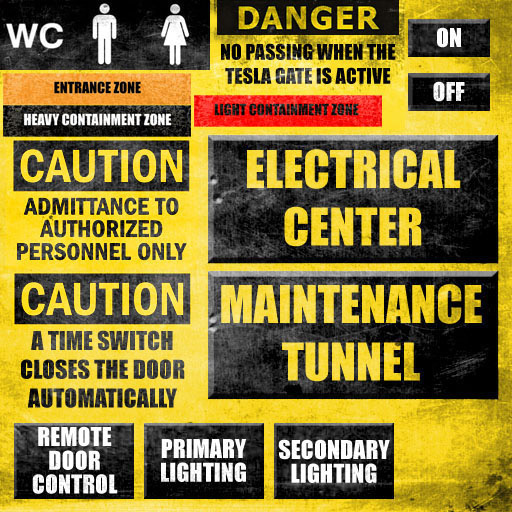 WC
DANGER
NO PASSING WHEN THE
TESLA GATE IS ACTIVE
ON
OFF
ENTRANCE ZONE
HEAVY CONTAINMENT ZONE
LIGHT CONTAINMENT ZONE
CAUTION
ADMITTANCE TO
AUTHORIZED
PERSONNEL ONLY
ELECTRICAL
CENTER
CAUTION
A TIME SWITCH
CLOSES THE DOOR
AUTOMATICALLY
MAINTENANCE
TUNNEL
REMOTE
DOOR
CONTROL
PRIMARY
LIGHTING
SECONDARY
LIGHTING